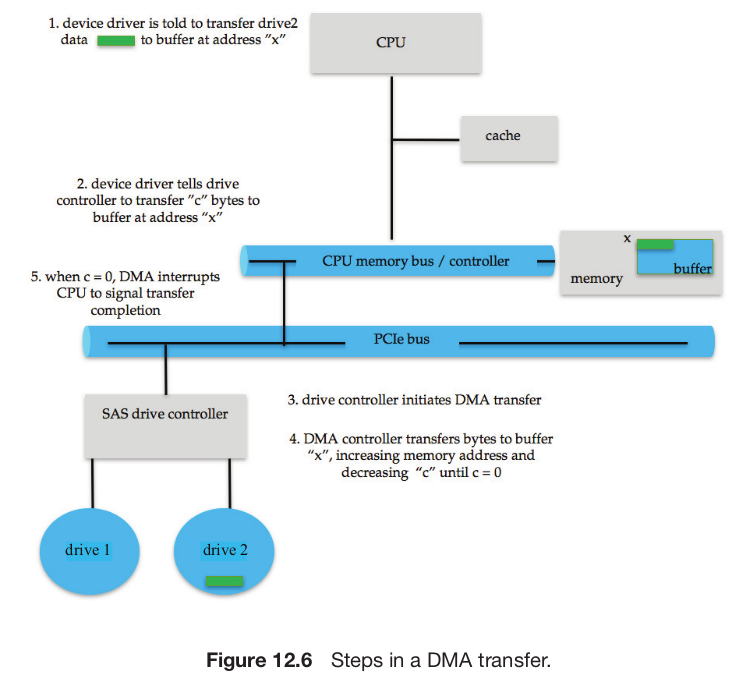 1. device driver is told to transfer drive2
data to buffer at address "x"
CPU
cache
2. device driver tells drive
controller to transfer "c" bytes to
buffer at address "x"
CPU memory bus / controller
x
buffer
memory
5. when c = 0, DMA interrupts
CPU to signal transfer
completion
PCIe bus
SAS drive controller
3. drive controller initiates DMA transfer
4. DMA controller transfers bytes to buffer
"x", increasing memory address and
decreasing "c" until c = 0
drive 1
drive 2
Figure 12.6 Steps in a DMA transfer.